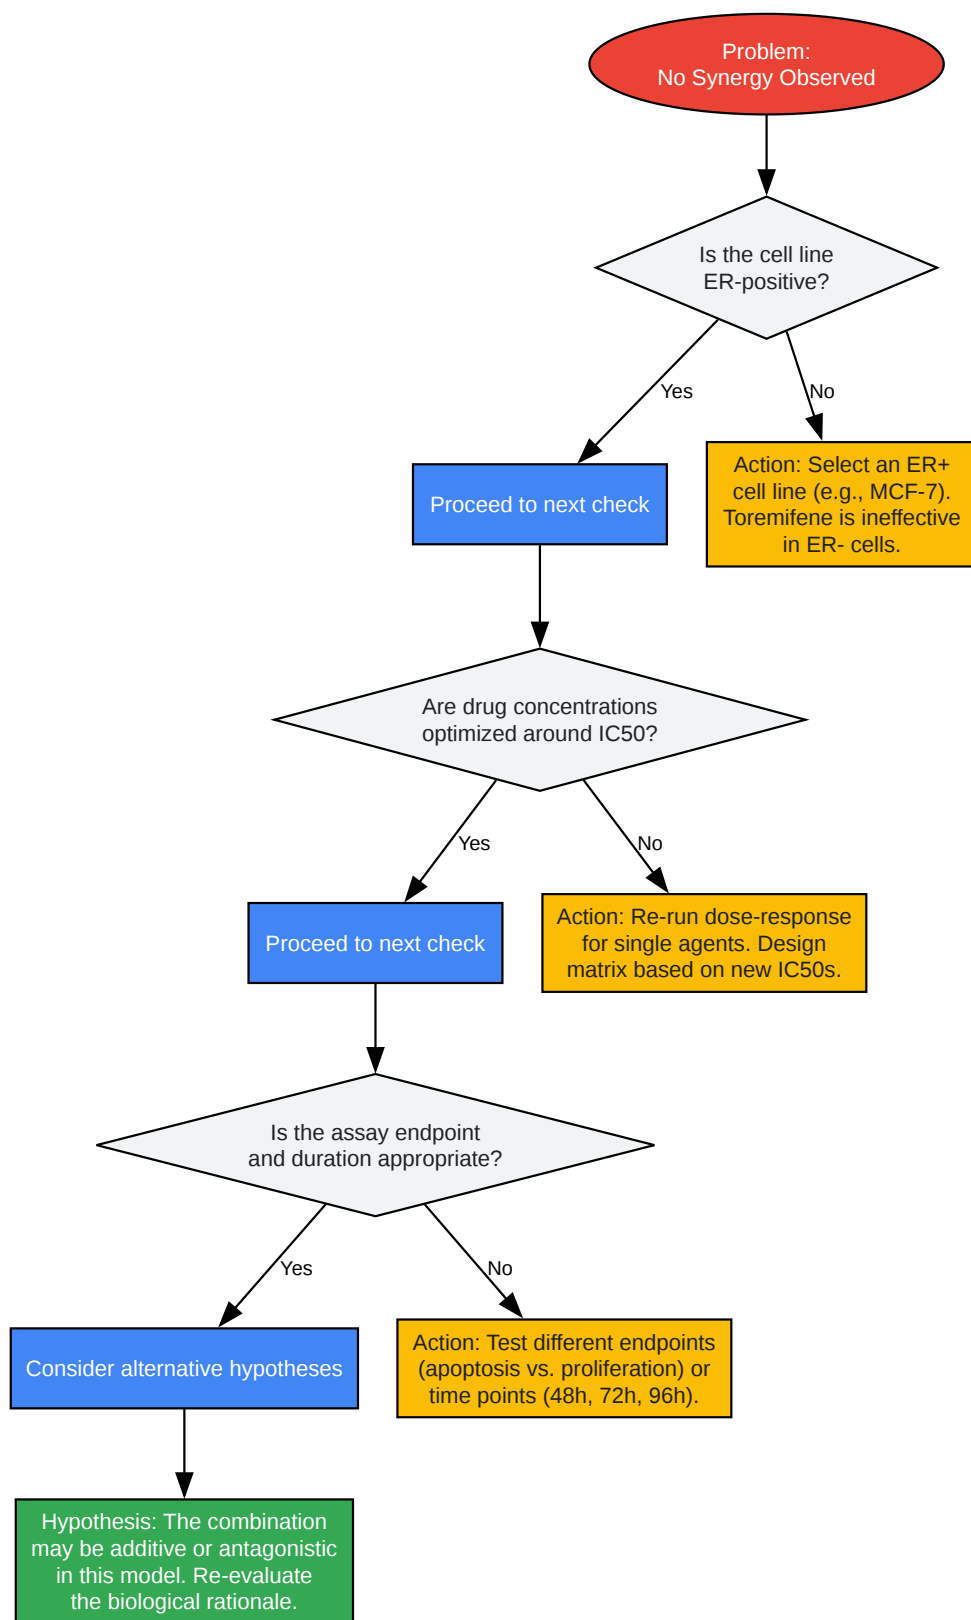 Problem:
No Synergy Observed
Is the cell line
ER-positive?
Yes
No
Proceed to next check
Action: Select an ER+
cell line (e.g., MCF-7).
Toremifene is ineffective
in ER- cells.
Are drug concentrations
optimized around IC50?
Yes
No
Proceed to next check
Action: Re-run dose-response
for single agents. Design
matrix based on new IC50s.
Is the assay endpoint
and duration appropriate?
Yes
No
Consider alternative hypotheses
Action: Test different endpoints
(apoptosis vs. proliferation) or
time points (48h, 72h, 96h).
Hypothesis: The combination
may be additive or antagonistic
in this model. Re-evaluate
the biological rationale.